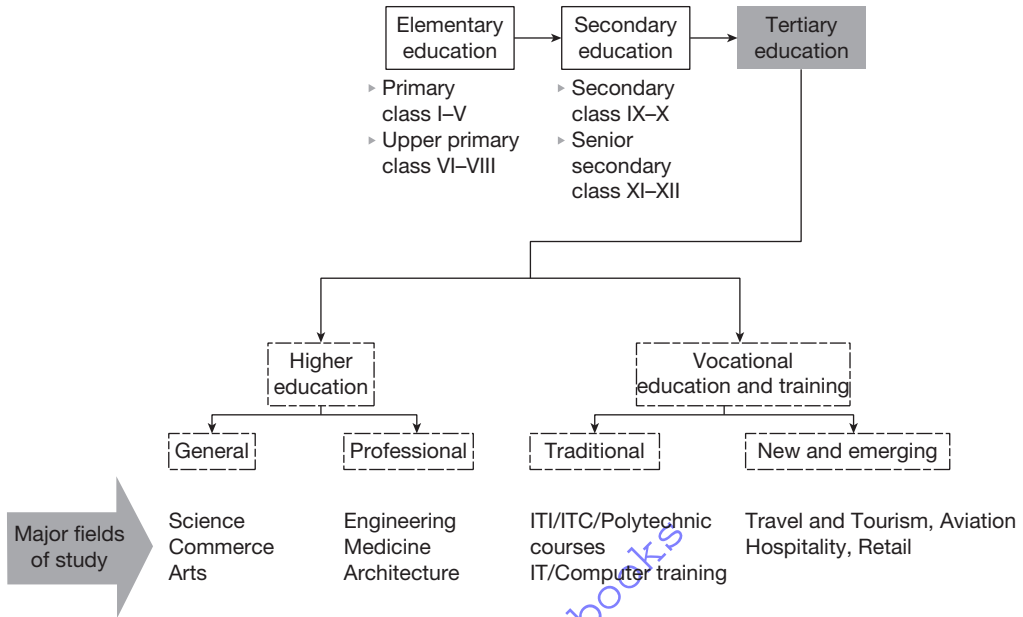 Elementary
education
Secondary
education
Tertiary
education
▸ Primary
class I–V
▸ Upper primary
class VI–VIII
▸ Secondary
class IX–X
▸ Senior
secondary
class XI–XII
Higher
education
Vocational
education and training
General
Professional
Traditional
New and emerging
Major fields
of study
Science
Commerce
Arts
Engineering
Medicine
Architecture
ITI/ITC/Polytechnic
courses
IT/Computer training
Travel and Tourism, Aviation
Hospitality, Retail
books